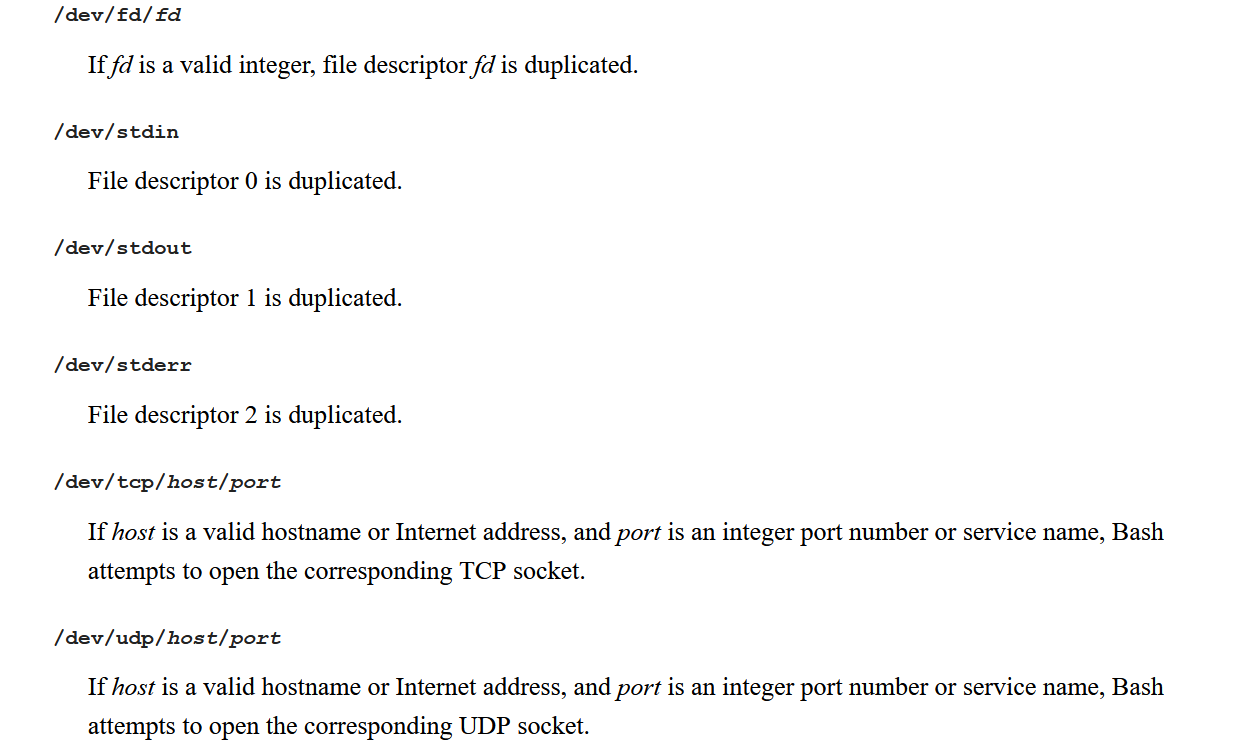 /dev/fd/fd
If fd is a valid integer, file descriptor fd is duplicated.
/dev/stdin
File descriptor 0 is duplicated.
/dev/stdout
File descriptor 1 is duplicated.
/dev/stderr
File descriptor 2 is duplicated.
/dev/tcp/host/port
If host is a valid hostname or Internet address, and port is an integer port number or service name, Bash
attempts to open the corresponding TCP socket.
/dev/udp/host/port
If host is a valid hostname or Internet address, and port is an integer port number or service name, Bash
attempts to open the corresponding UDP socket.